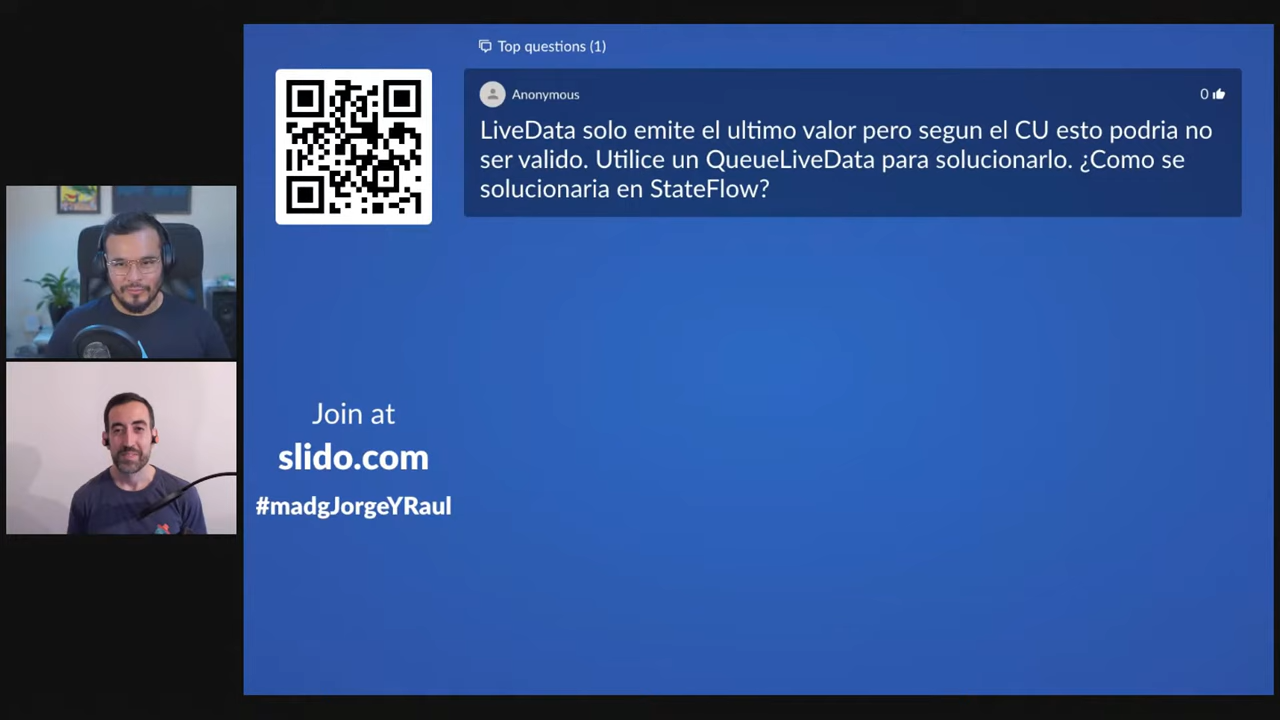 Top questions (1)
Anonymous
0
LiveData solo emite el ultimo valor pero segun el CU esto podria no
ser valido. Utilice un QueueLiveData para solucionarlo. ¿Como se
solucionaria en StateFlow?
Join at
slido.com
#madgJorgeYRaul